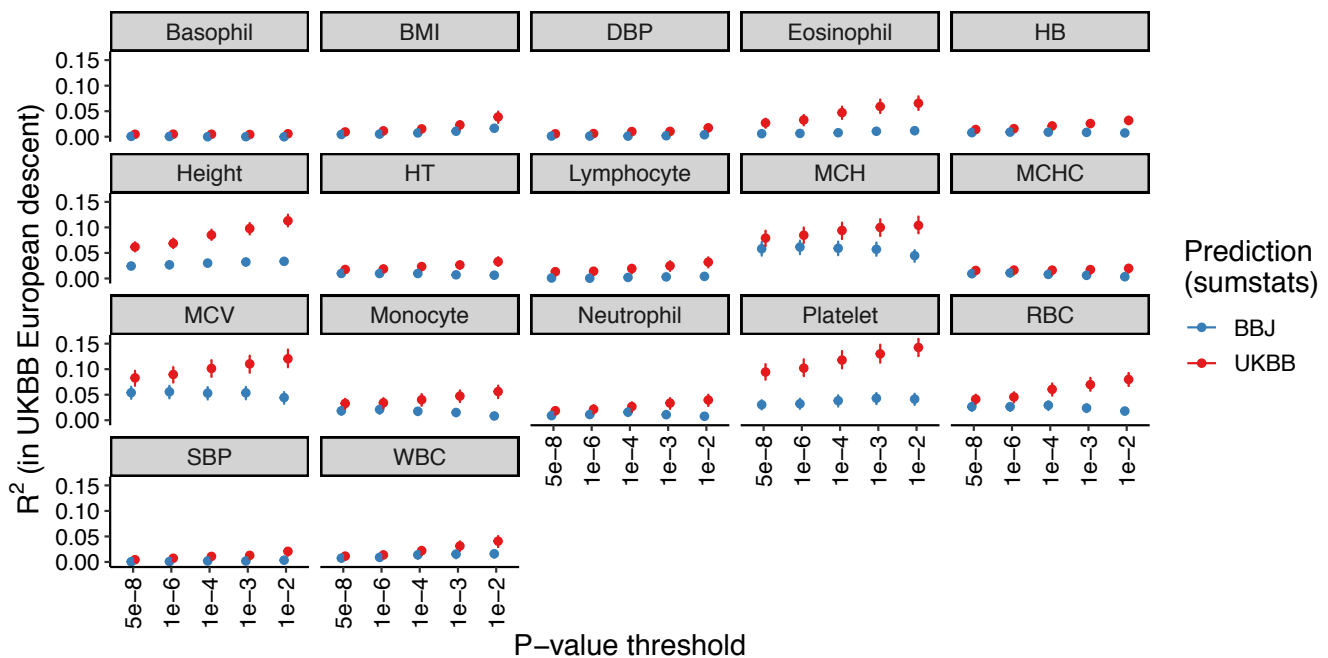 Basophil BMI DBP Eosinophil HB
0.15
0.10
0.05
0.00
Height HT Lymphocyte MCH MCHC
0.15
0.10
0.05
0.00
MCV Monocyte Neutrophil Platelet RBC
0.15
0.10
0.05
0.00
5e−8 1e−6 1e−4 1e−3 1e−2 5e−8 1e−6 1e−4 1e−3 1e−2 5e−8 1e−6 1e−4 1e−3 1e−2
SBP WBC
0.15
0.10
0.05
0.00
5e−8 1e−6 1e−4 1e−3 1e−2 5e−8 1e−6 1e−4 1e−3 1e−2
P−value threshold
R² (in UKBB European descent)
Prediction
(sumstats)
BBJ
UKBB